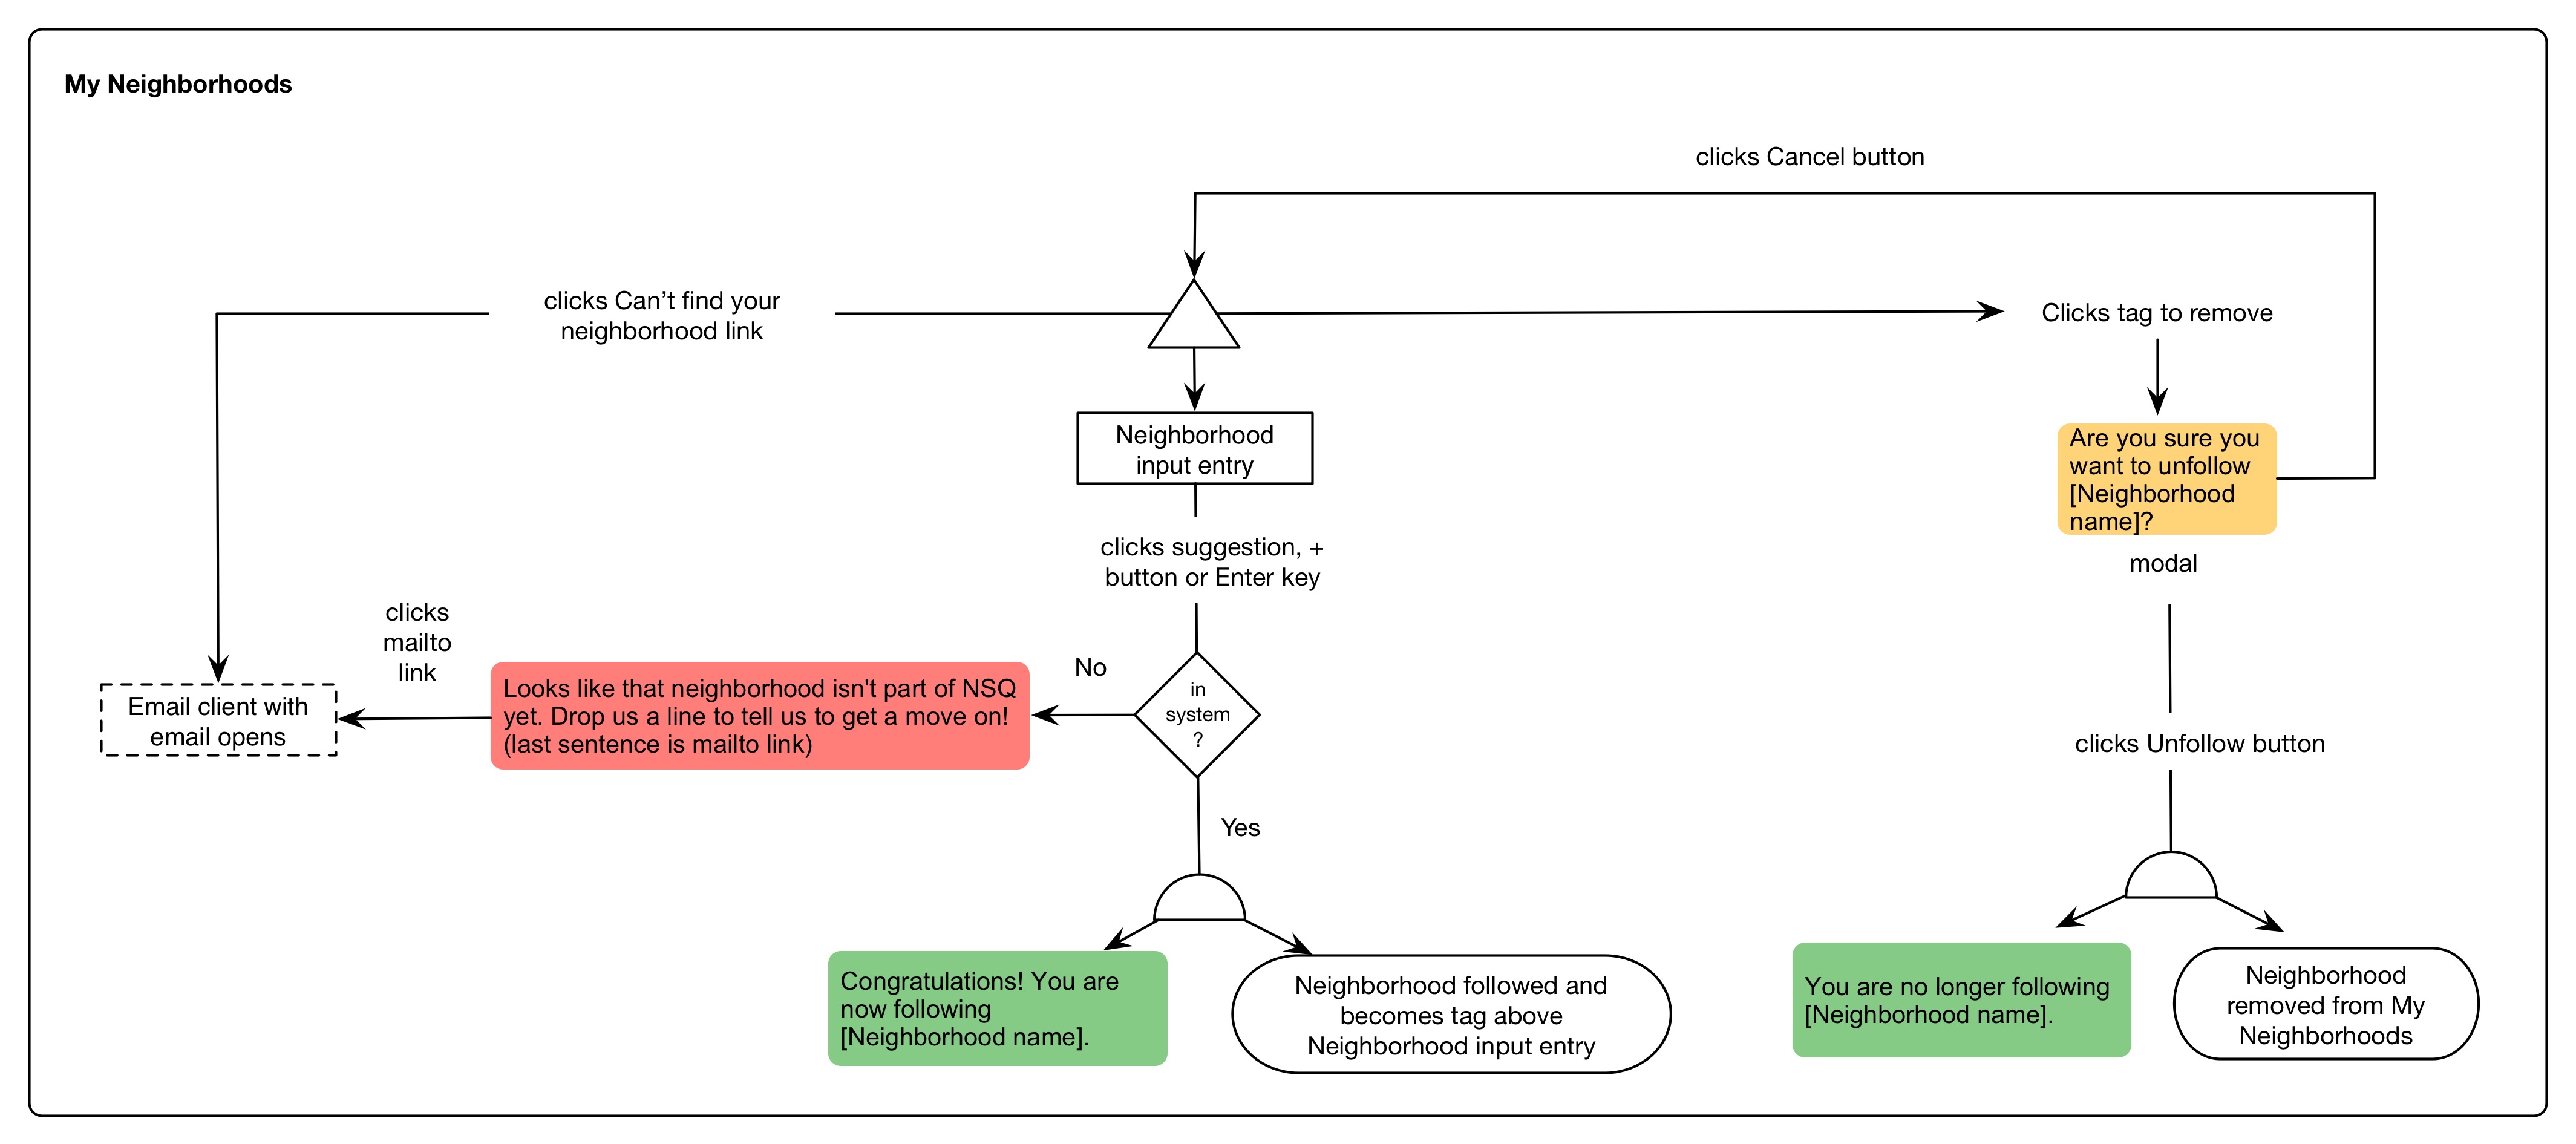 My Neighborhoods
clicks Cancel button
clicks Can’t find your
neighborhood link
Clicks tag to remove
Neighborhood
input entry
Are you sure you
want to unfollow
[Neighborhood
name]?
modal
clicks suggestion, +
button or Enter key
clicks
mailto
link
No
in
system
?
Looks like that neighborhood isn't part of NSQ
yet. Drop us a line to tell us to get a move on!
(last sentence is mailto link)
Email client with
email opens
clicks Unfollow button
Yes
Congratulations! You are
now following
[Neighborhood name].
Neighborhood followed and
becomes tag above
Neighborhood input entry
You are no longer following
[Neighborhood name].
Neighborhood
removed from My
Neighborhoods